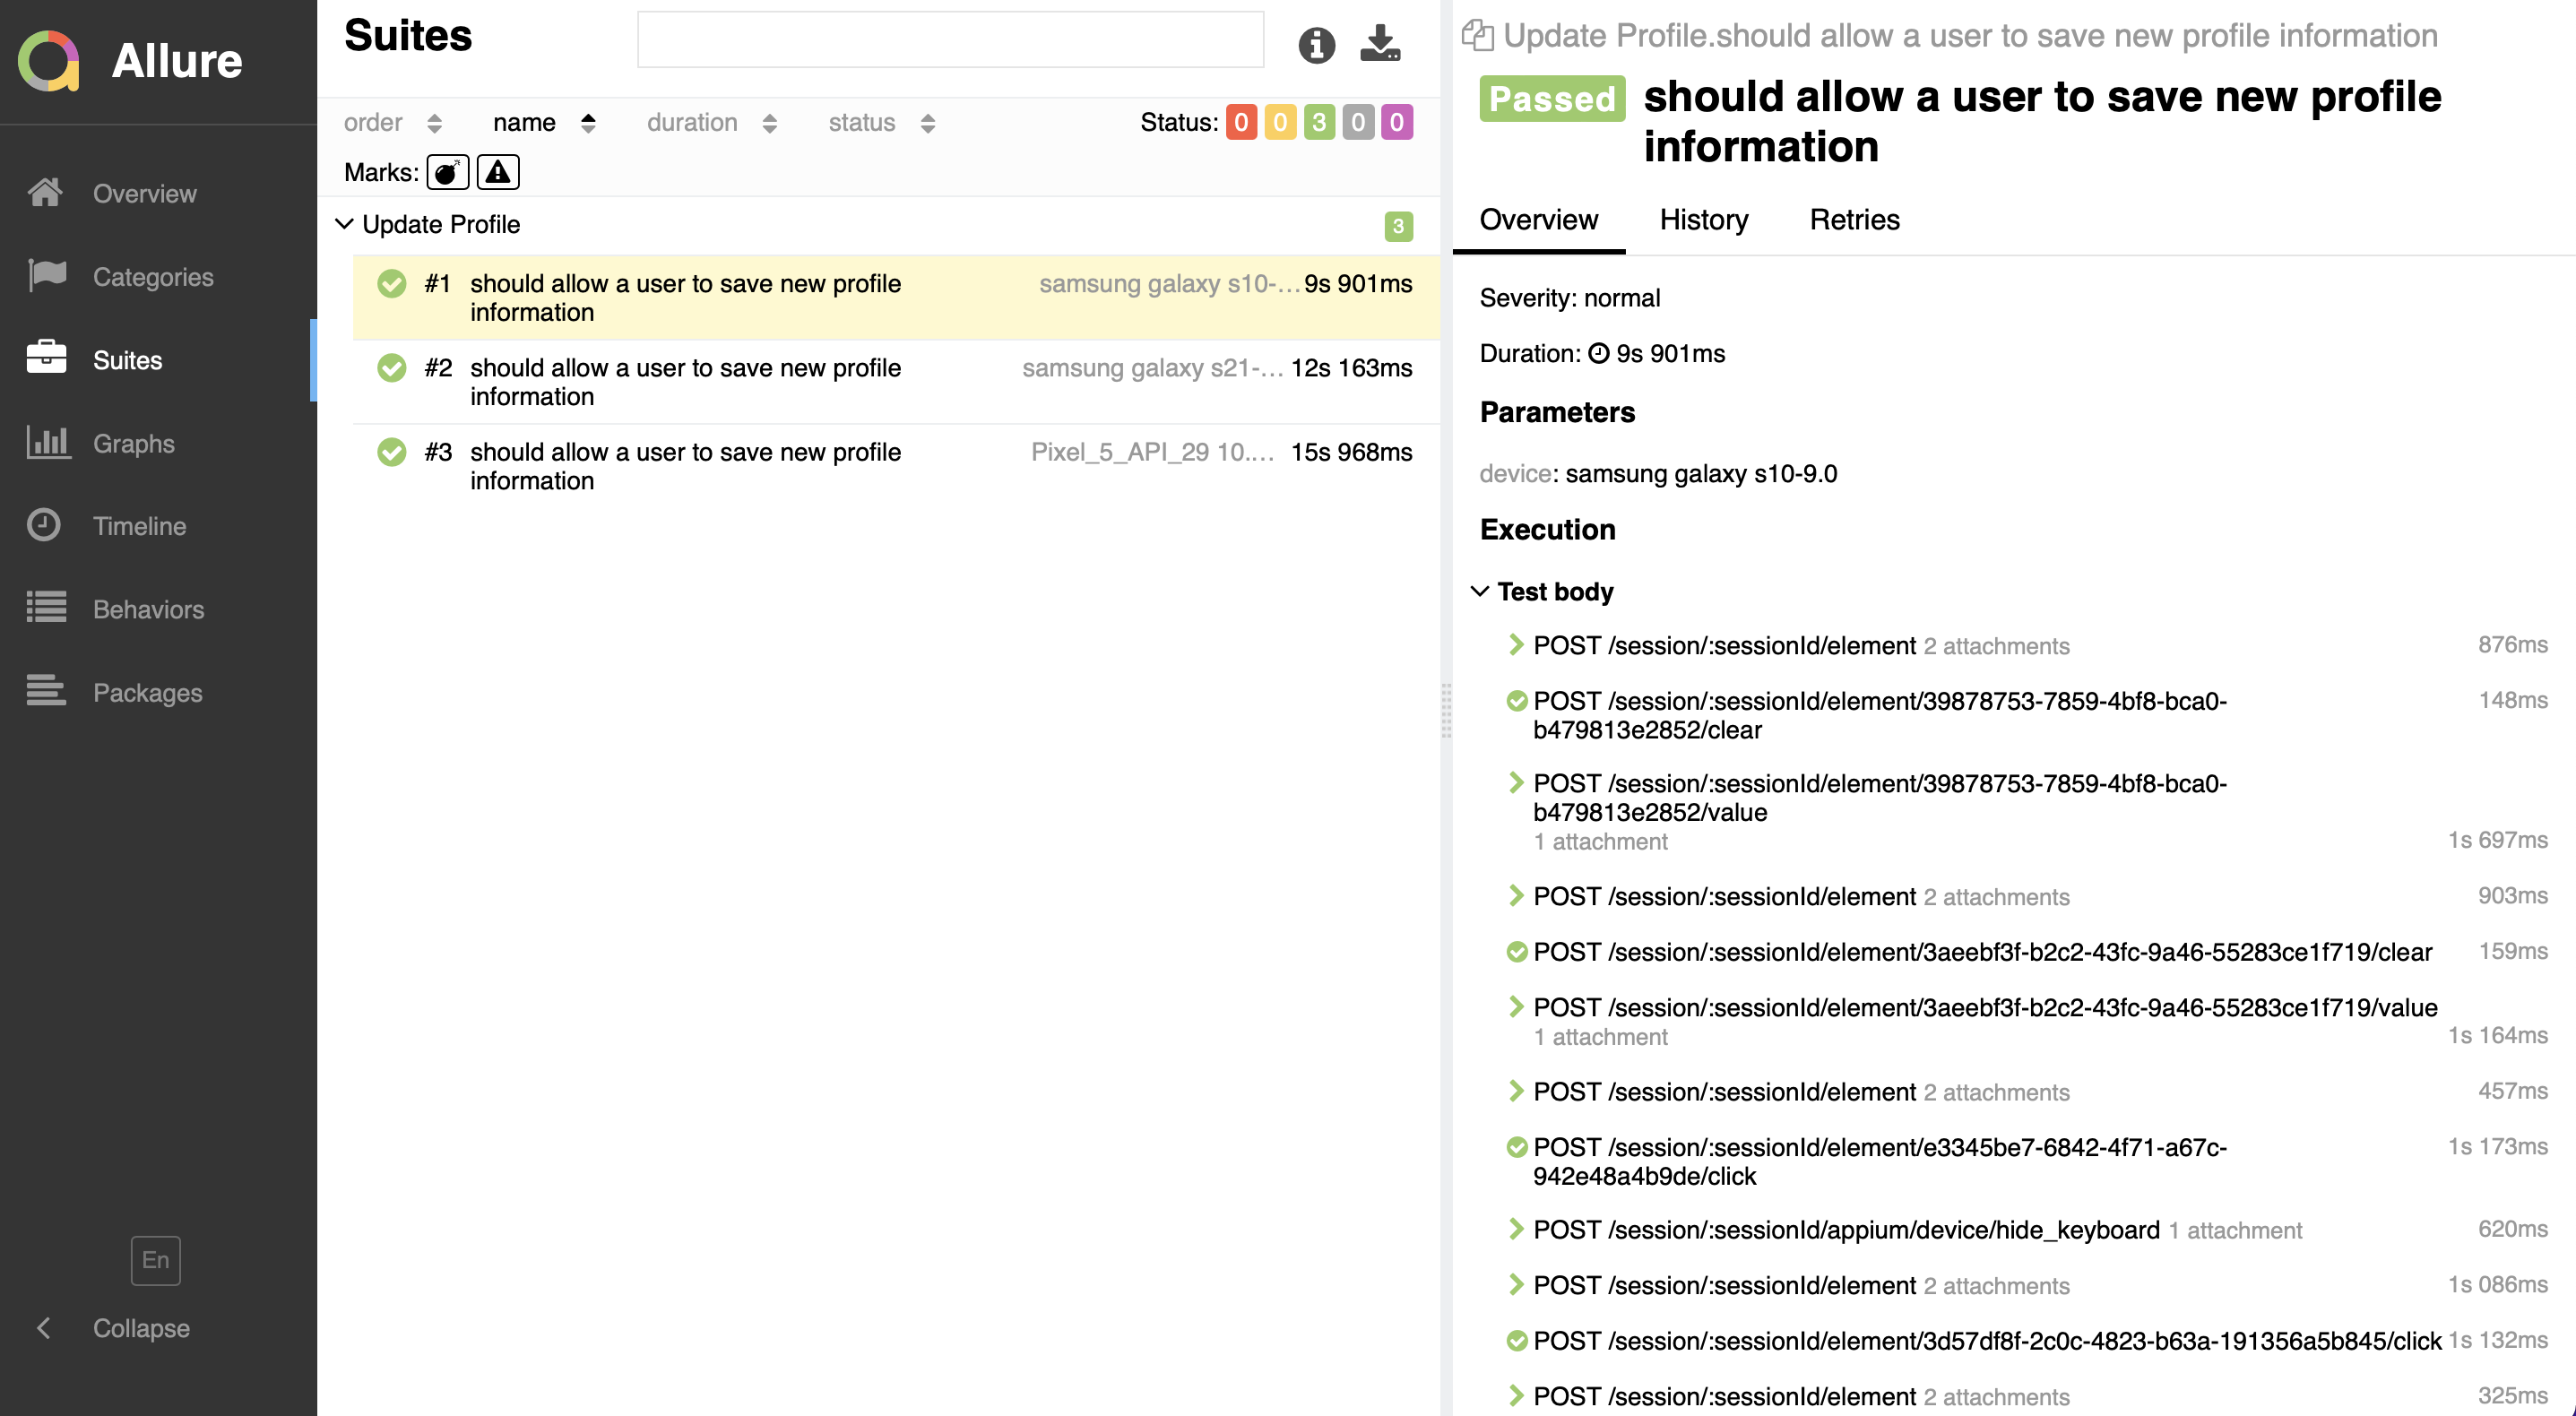 Allure
Overview
Categories
Suites
Graphs
Timeline
Behaviors
Packages
En
Collapse
Suites
order name duration status Status: 0 0 3 0 0
Marks:
Update Profile 3
#1 should allow a user to save new profile samsung galaxy s10-... 9s 901ms
information
#2 should allow a user to save new profile samsung galaxy s21-... 12s 163ms
information
#3 should allow a user to save new profile Pixel_5_API_29 10.... 15s 968ms
information
Update Profile.should allow a user to save new profile information
Passed should allow a user to save new profile
information
Overview History Retries
Severity: normal
Duration: 9s 901ms
Parameters
device: samsung galaxy s10-9.0
Execution
Test body
POST /session/:sessionId/element 2 attachments 876ms
POST /session/:sessionId/element/39878753-7859-4bf8-bca0- 148ms
b479813e2852/clear
POST /session/:sessionId/element/39878753-7859-4bf8-bca0-
b479813e2852/value
1 attachment 1s 697ms
POST /session/:sessionId/element 2 attachments 903ms
POST /session/:sessionId/element/3aeebf3f-b2c2-43fc-9a46-55283ce1f719/clear 159ms
POST /session/:sessionId/element/3aeebf3f-b2c2-43fc-9a46-55283ce1f719/value
1 attachment 1s 164ms
POST /session/:sessionId/element 2 attachments 457ms
POST /session/:sessionId/element/e3345be7-6842-4f71-a67c- 1s 173ms
942e48a4b9de/click
POST /session/:sessionId/appium/device/hide_keyboard 1 attachment 620ms
POST /session/:sessionId/element 2 attachments 1s 086ms
POST /session/:sessionId/element/3d57df8f-2c0c-4823-b63a-191356a5b845/click 1s 132ms
POST /session/:sessionId/element 2 attachments 325ms